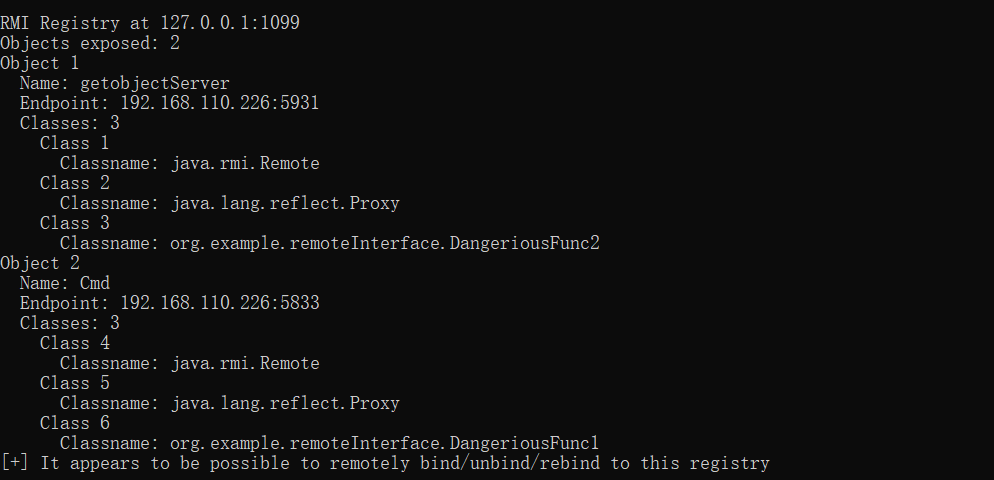 RMI Registry at 127.0.0.1:1099
Objects exposed: 2
Object 1
  Name: getobjectServer
  Endpoint: 192.168.110.226:5931
  Classes: 3
    Class 1
      Classname: java.rmi.Remote
    Class 2
      Classname: java.lang.reflect.Proxy
    Class 3
      Classname: org.example.remoteInterface.DangeriousFunc2
Object 2
  Name: Cmd
  Endpoint: 192.168.110.226:5833
  Classes: 3
    Class 4
      Classname: java.rmi.Remote
    Class 5
      Classname: java.lang.reflect.Proxy
    Class 6
      Classname: org.example.remoteInterface.DangeriousFunc1
[+] It appears to be possible to remotely bind/unbind/rebind to this registry